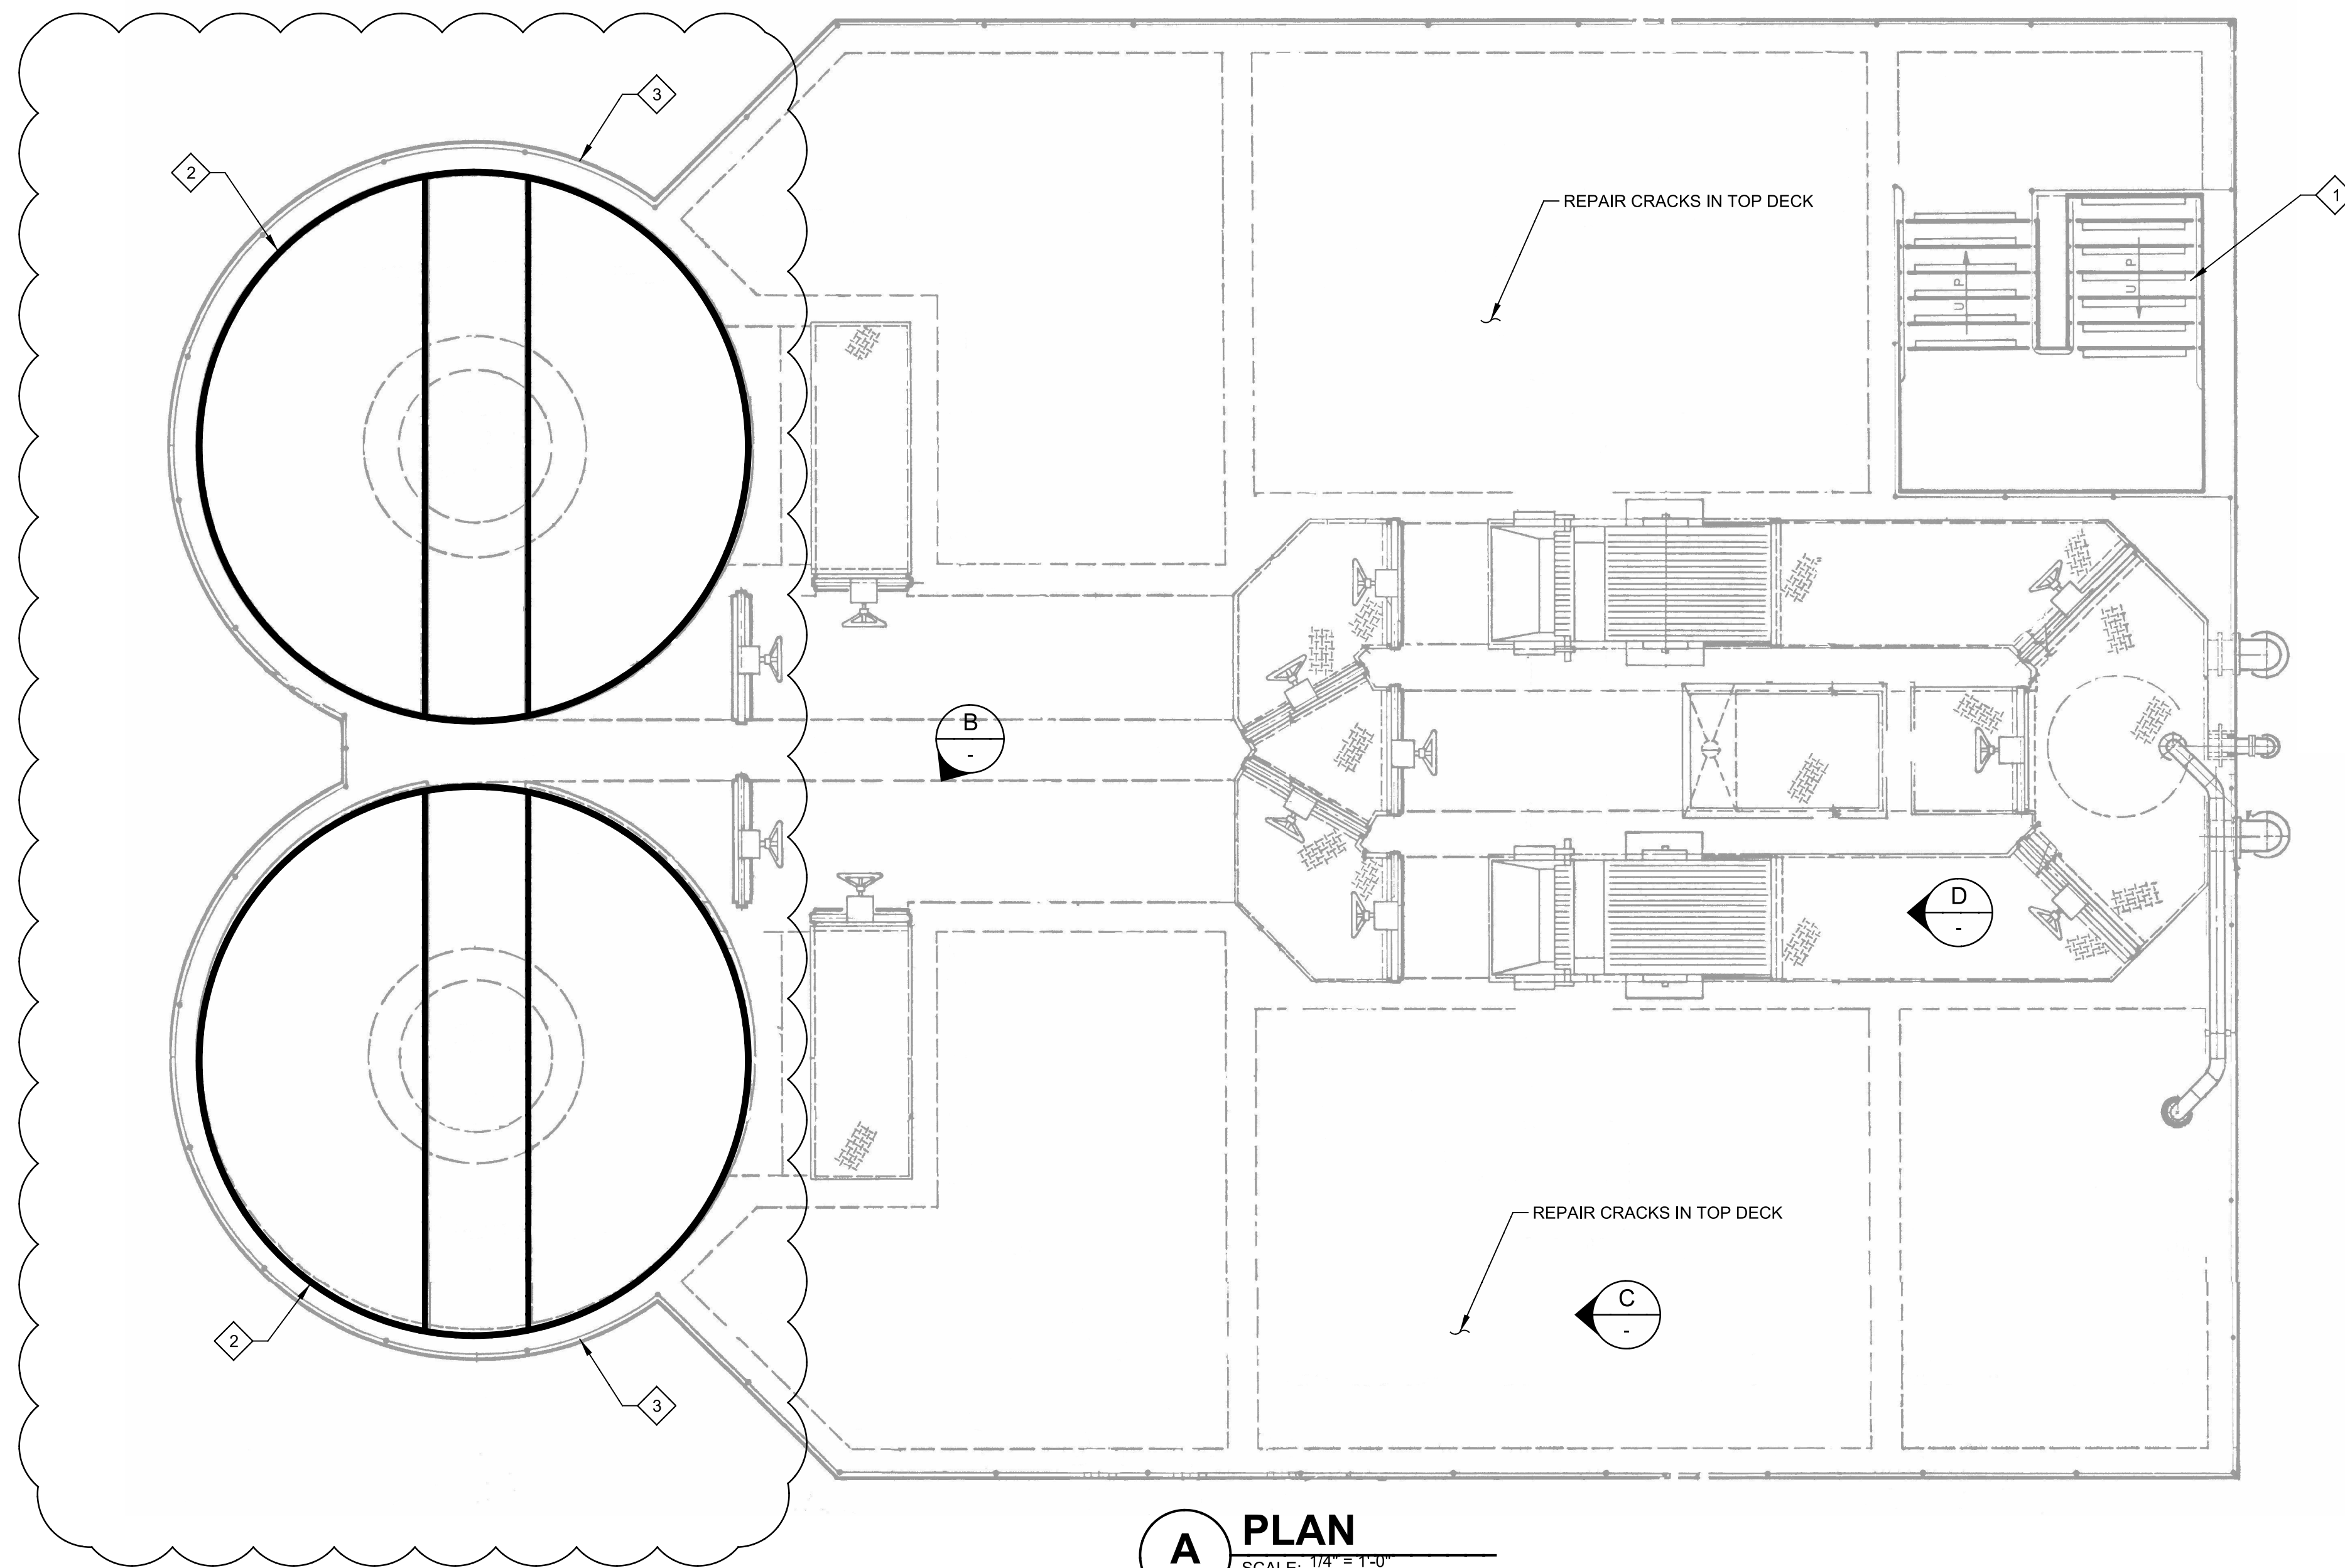 3
2
REPAIR CRACKS IN TOP DECK
1
UP
UP
B
-
D
-
REPAIR CRACKS IN TOP DECK
C
-
2
3
A
PLAN
SCALE: 1/4" = 1'-0"